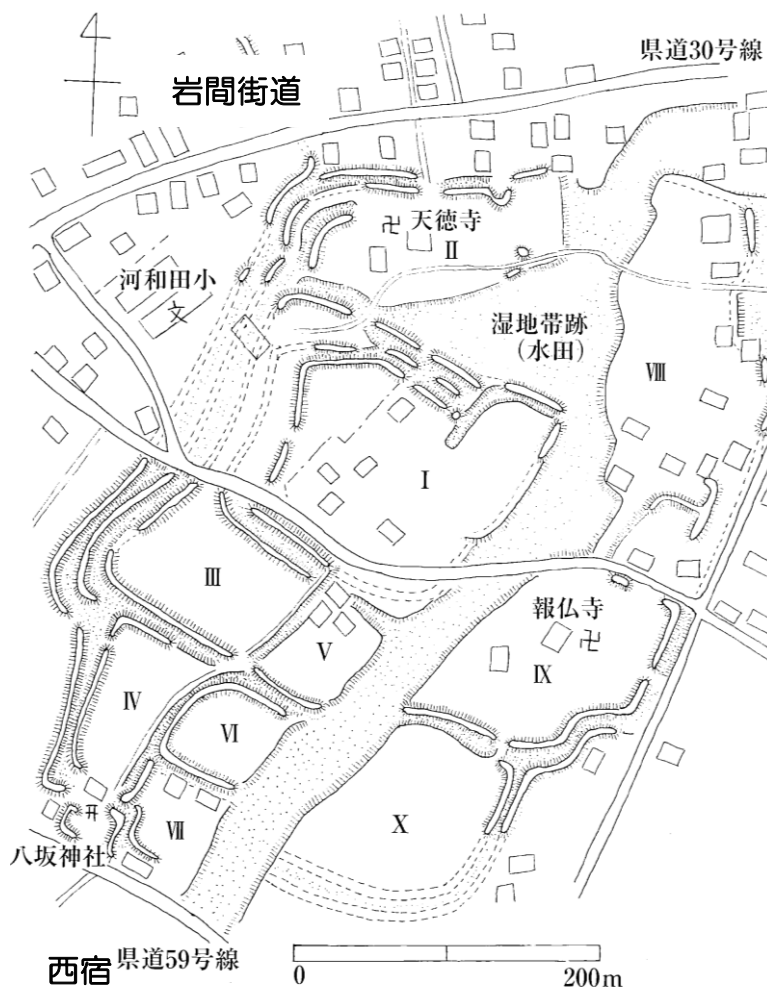 県道30号線
岩間街道
卍 天徳寺
Ⅱ
河和田小
文
湿地帯跡
(水田)
Ⅷ
Ⅰ
Ⅲ
報仏寺
卍
Ⅸ
Ⅴ
Ⅳ
Ⅵ
Ⅹ
Ⅶ
八坂神社
西宿
県道59号線
0
200m